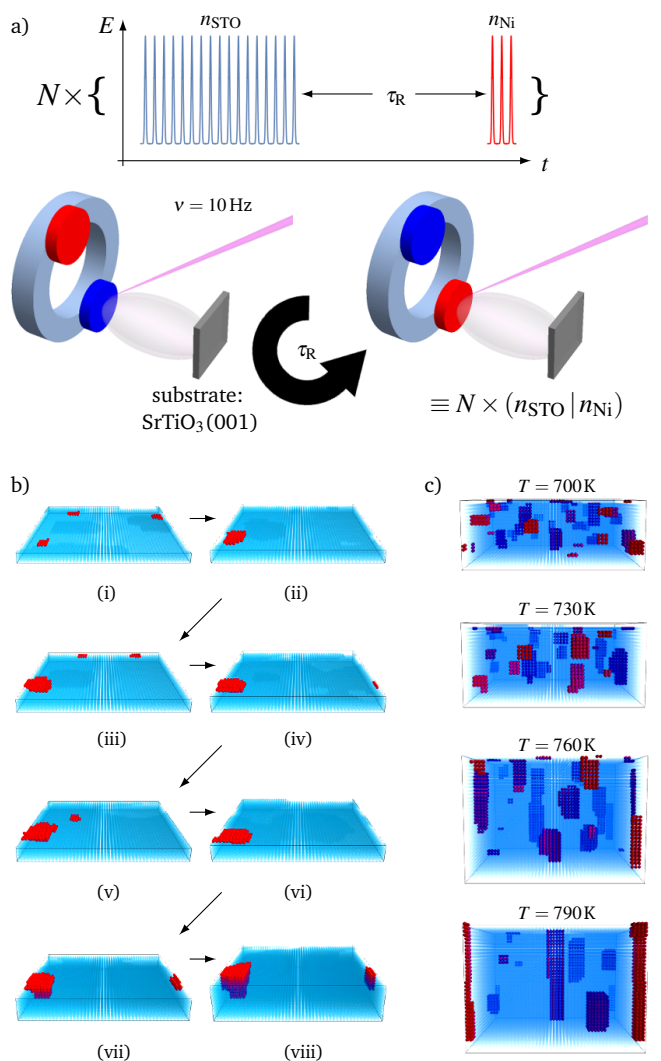 a)
E
n_STO
n_Ni
N × {
τ_R
}
t
ν = 10 Hz
τ_R
substrate:
SrTiO₃(001)
≡ N × (n_STO | n_Ni)
b)
(i)
(ii)
(iii)
(iv)
(v)
(vi)
(vii)
(viii)
c)
T = 700 K
T = 730 K
T = 760 K
T = 790 K